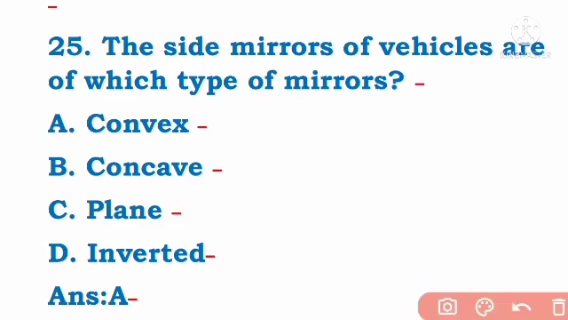 25. The side mirrors of vehicles are
of which type of mirrors? –
A. Convex –
B. Concave –
C. Plane –
D. Inverted–
Ans:A–